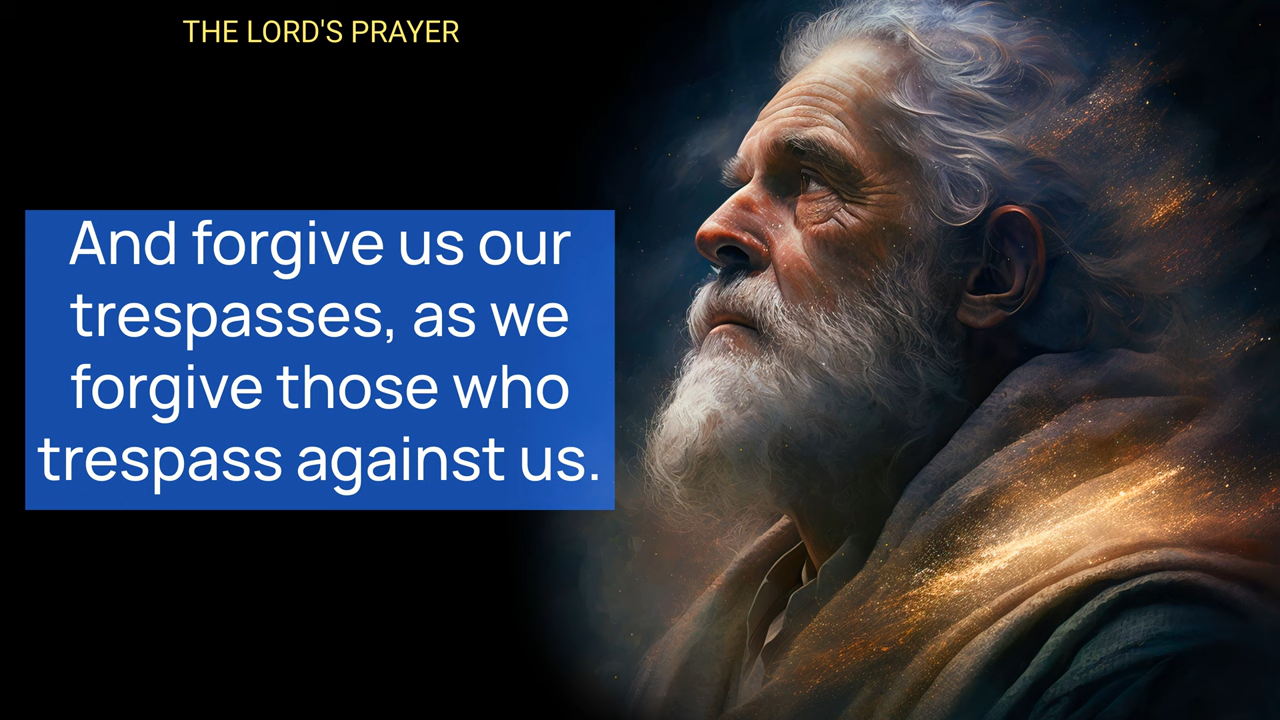 THE LORD'S PRAYER
And forgive us our
trespasses, as we
forgive those who
trespass against us.